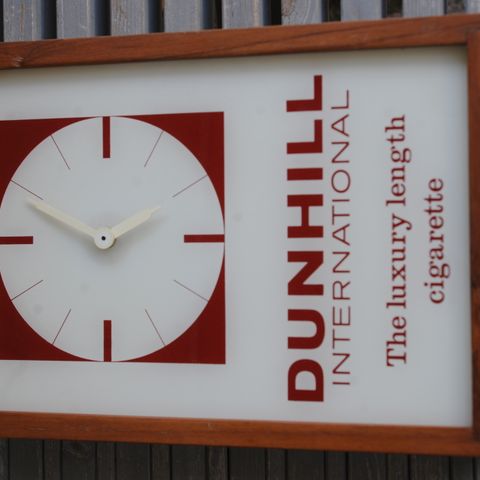 DUNHILL
INTERNATIONAL
The luxury length
cigarette